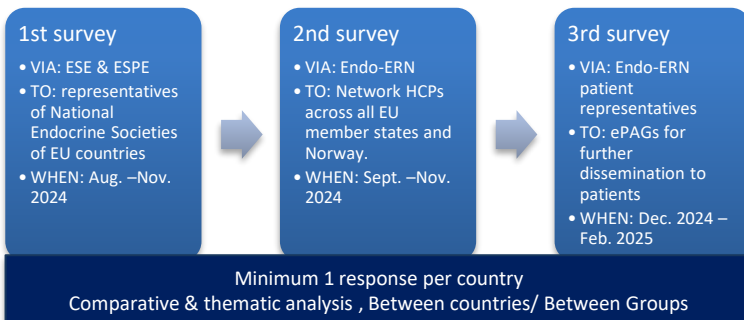 1st survey
• VIA: ESE & ESPE
• TO: representatives
of National
Endocrine Societies
of EU countries
• WHEN: Aug. –Nov.
2024
2nd survey
• VIA: Endo-ERN
• TO: Network HCPs
across all EU
member states and
Norway.
• WHEN: Sept. –Nov.
2024
3rd survey
• VIA: Endo-ERN
patient
representatives
• TO: ePAGs for
further
dissemination to
patients
• WHEN: Dec. 2024 –
Feb. 2025
Minimum 1 response per country
Comparative & thematic analysis , Between countries/ Between Groups